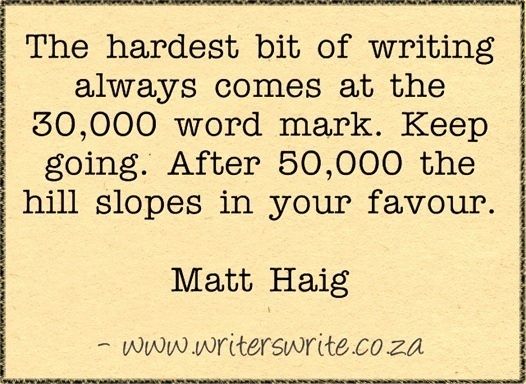 The hardest bit of writing
always comes at the
30,000 word mark. Keep
going. After 50,000 the
hill slopes in your favour.
Matt Haig
- www.writerswrite.co.za